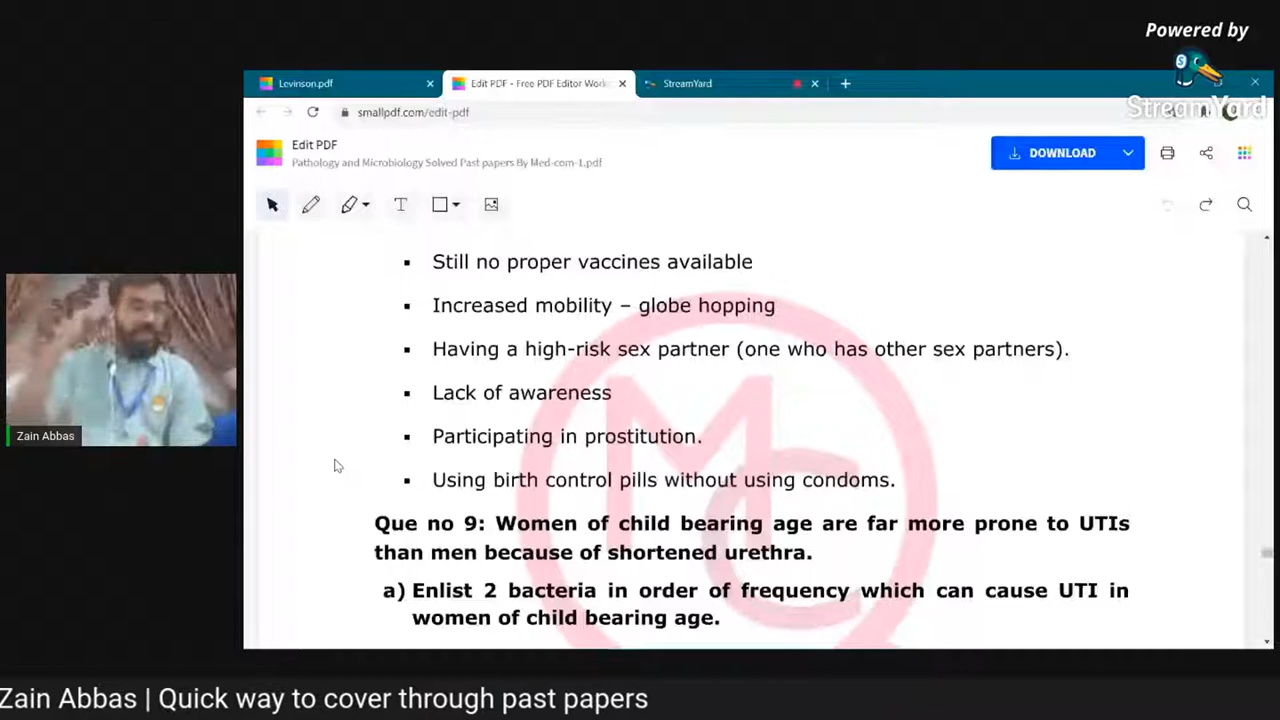 Powered by
StreamYard
Levinson.pdf
Edit PDF - Free PDF Editor Work
StreamYard
smallpdf.com/edit-pdf
Edit PDF
Pathology and Microbiology Solved Past papers By Med-com-1.pdf
DOWNLOAD
T
▪ Still no proper vaccines available
▪ Increased mobility – globe hopping
▪ Having a high-risk sex partner (one who has other sex partners).
▪ Lack of awareness
▪ Participating in prostitution.
▪ Using birth control pills without using condoms.
MC
Que no 9: Women of child bearing age are far more prone to UTIs
than men because of shortened urethra.
a) Enlist 2 bacteria in order of frequency which can cause UTI in
women of child bearing age.
Zain Abbas
Zain Abbas | Quick way to cover through past papers